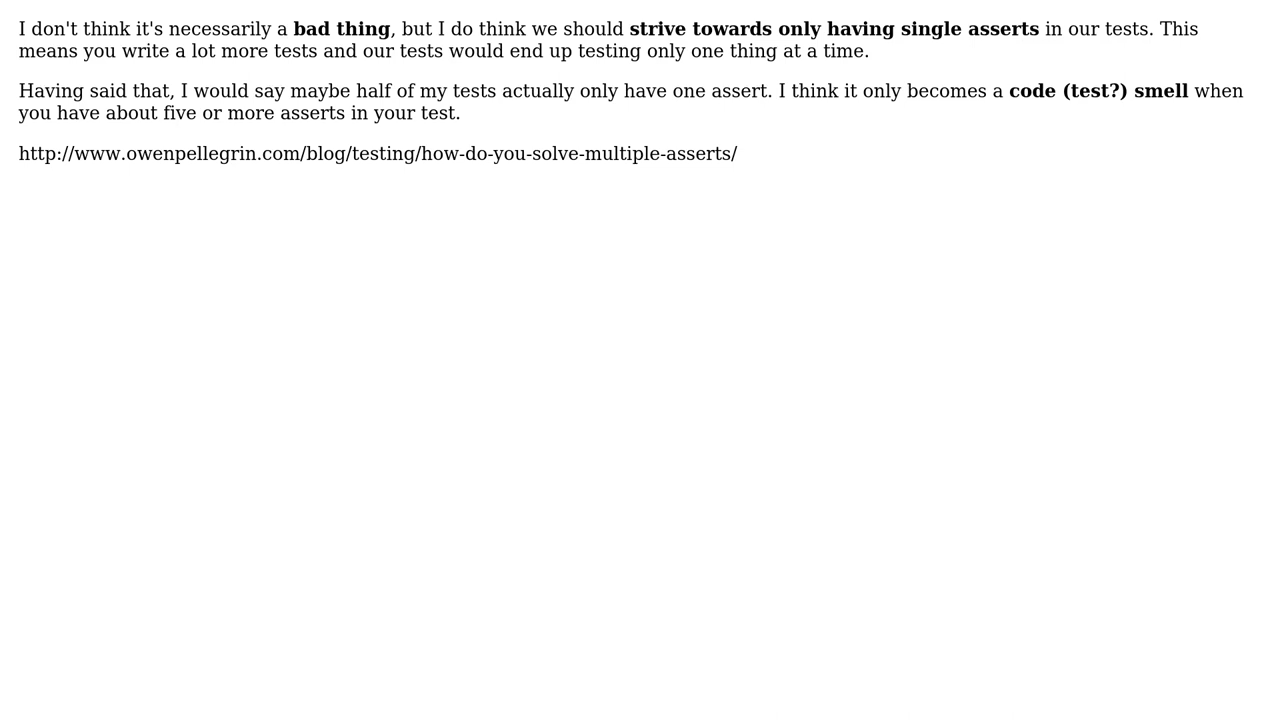 I don't think it's necessarily a bad thing, but I do think we should strive towards only having single asserts in our tests. This
means you write a lot more tests and our tests would end up testing only one thing at a time.
Having said that, I would say maybe half of my tests actually only have one assert. I think it only becomes a code (test?) smell when
you have about five or more asserts in your test.
http://www.owenpellegrin.com/blog/testing/how-do-you-solve-multiple-asserts/